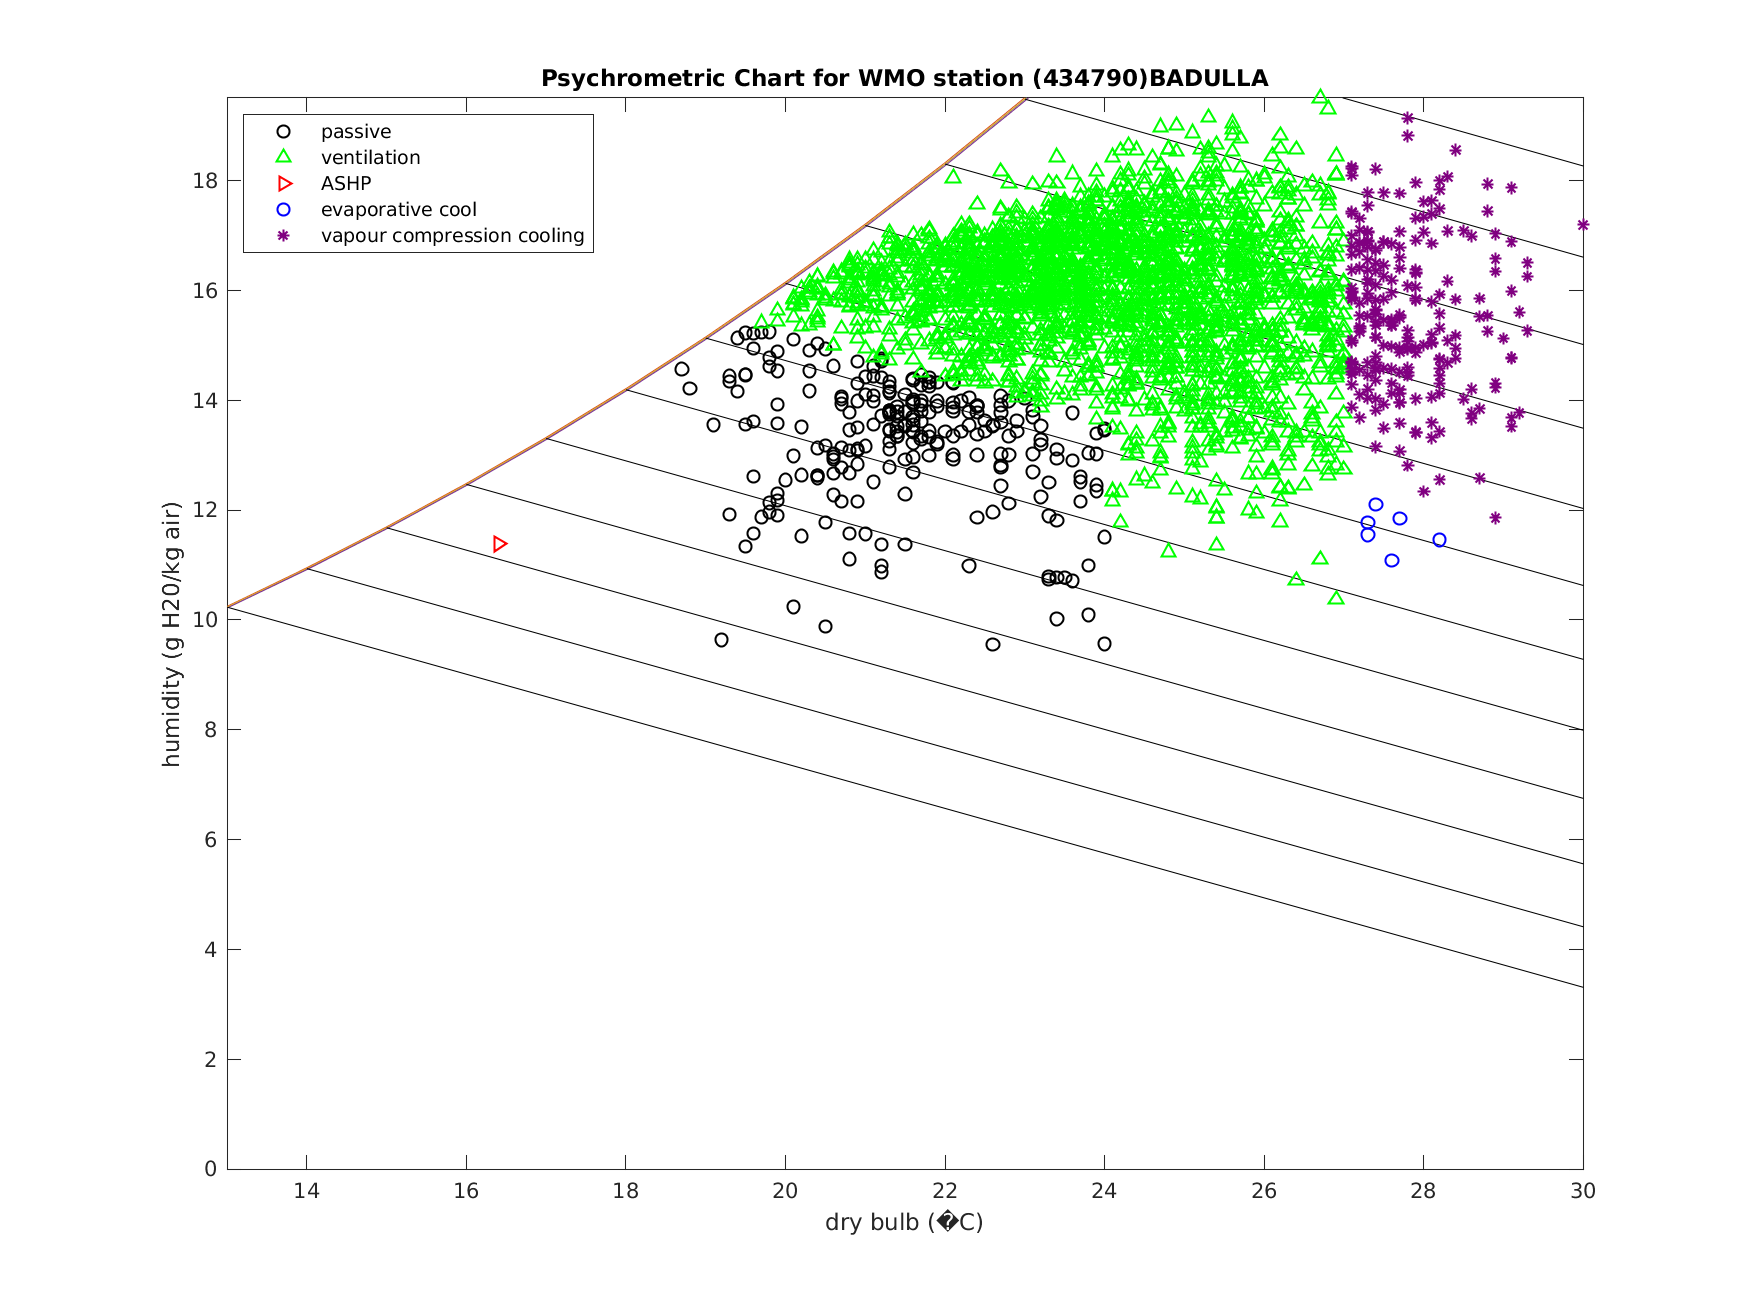 Psychrometric Chart for WMO station (434790)BADULLA
passive
ventilation
ASHP
evaporative cool
vapour compression cooling
humidity (g H20/kg air)
18
16
14
12
10
8
6
4
2
0
14 16 18 20 22 24 26 28 30
dry bulb (�C)